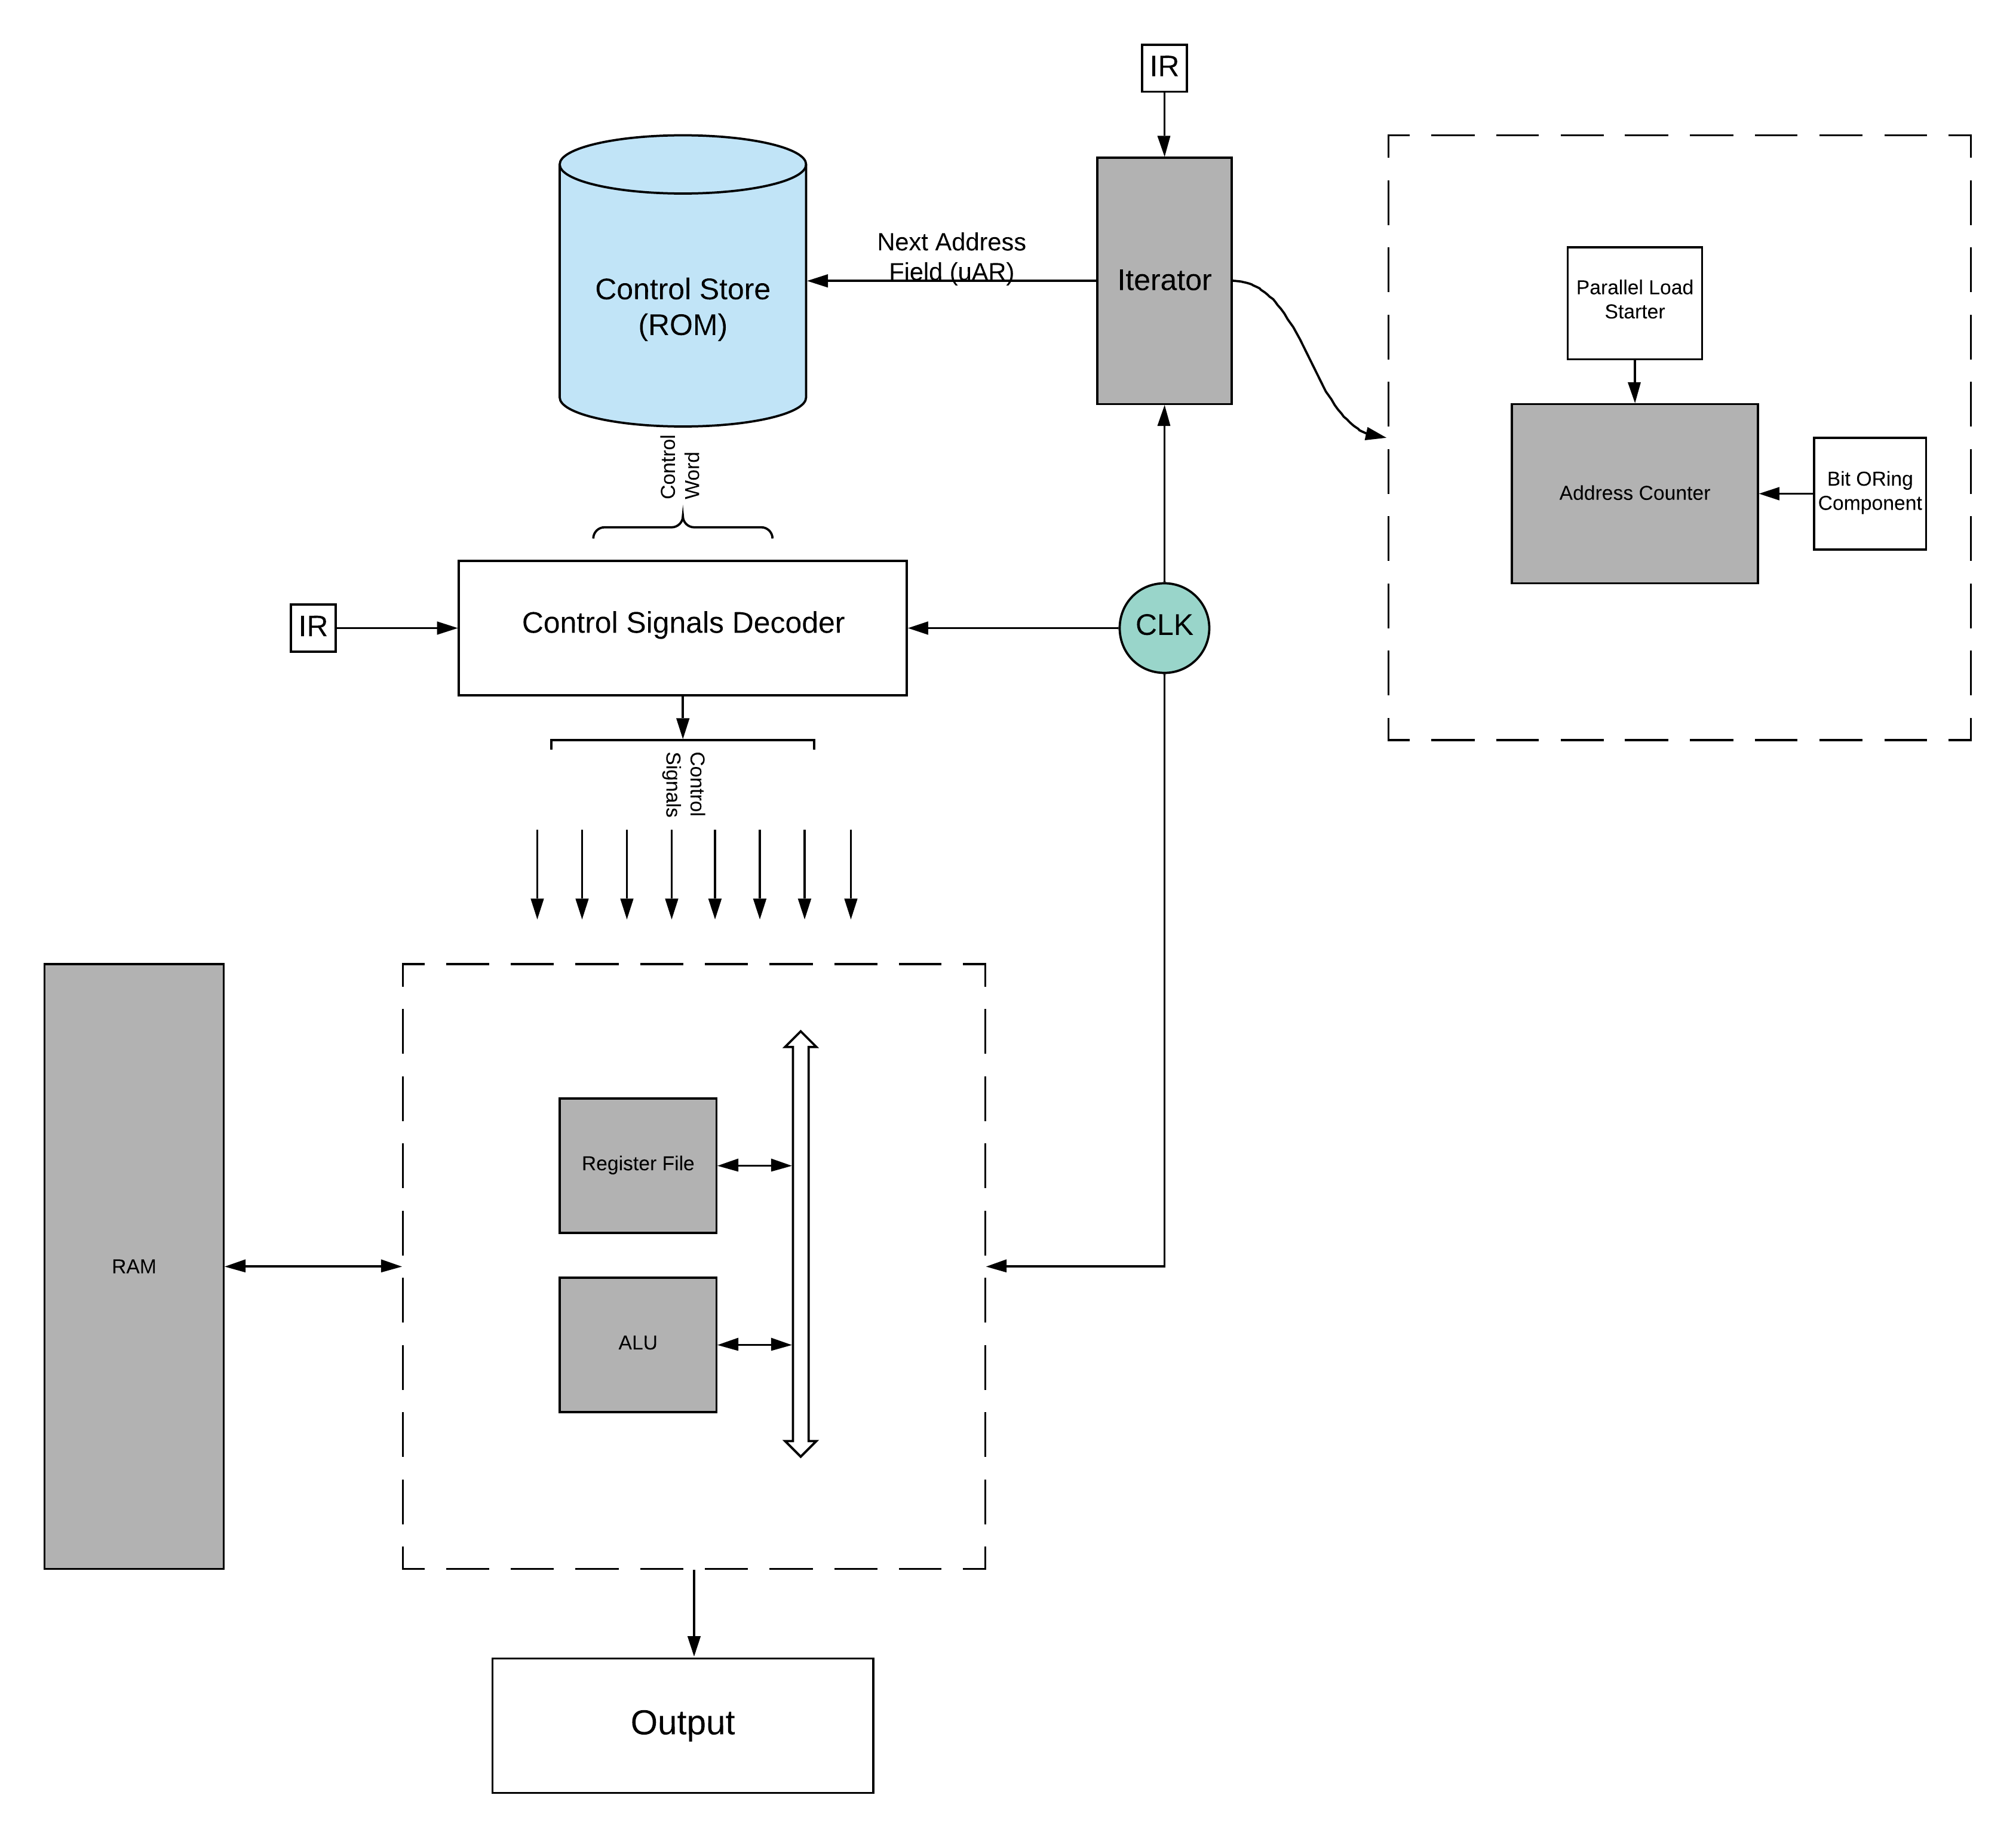 IR
Next Address
Field (uAR)
Iterator
Control Store
(ROM)
Parallel Load
Starter
Address Counter
Bit ORing
Component
Control
Word
IR
Control Signals Decoder
CLK
Control
Signals
RAM
Register File
ALU
Output